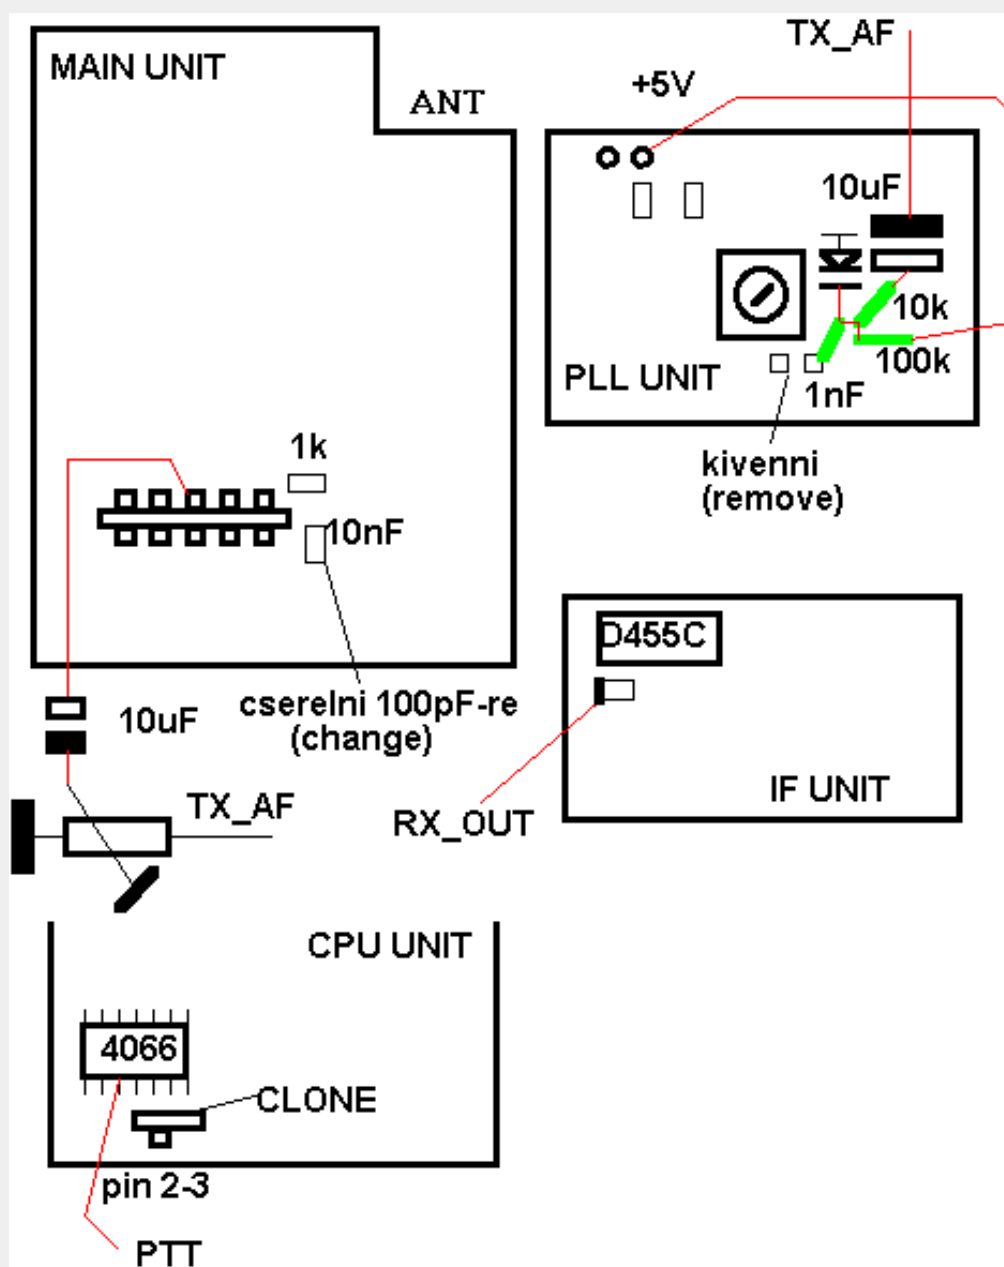 MAIN UNIT
ANT
TX_AF
+5V
10uF
10k
100k
1nF
PLL UNIT
kivenni
(remove)
1k
10nF
cserelni 100pF-re
(change)
10uF
TX_AF
D455C
IF UNIT
RX_OUT
CPU UNIT
4066
CLONE
pin 2-3
PTT